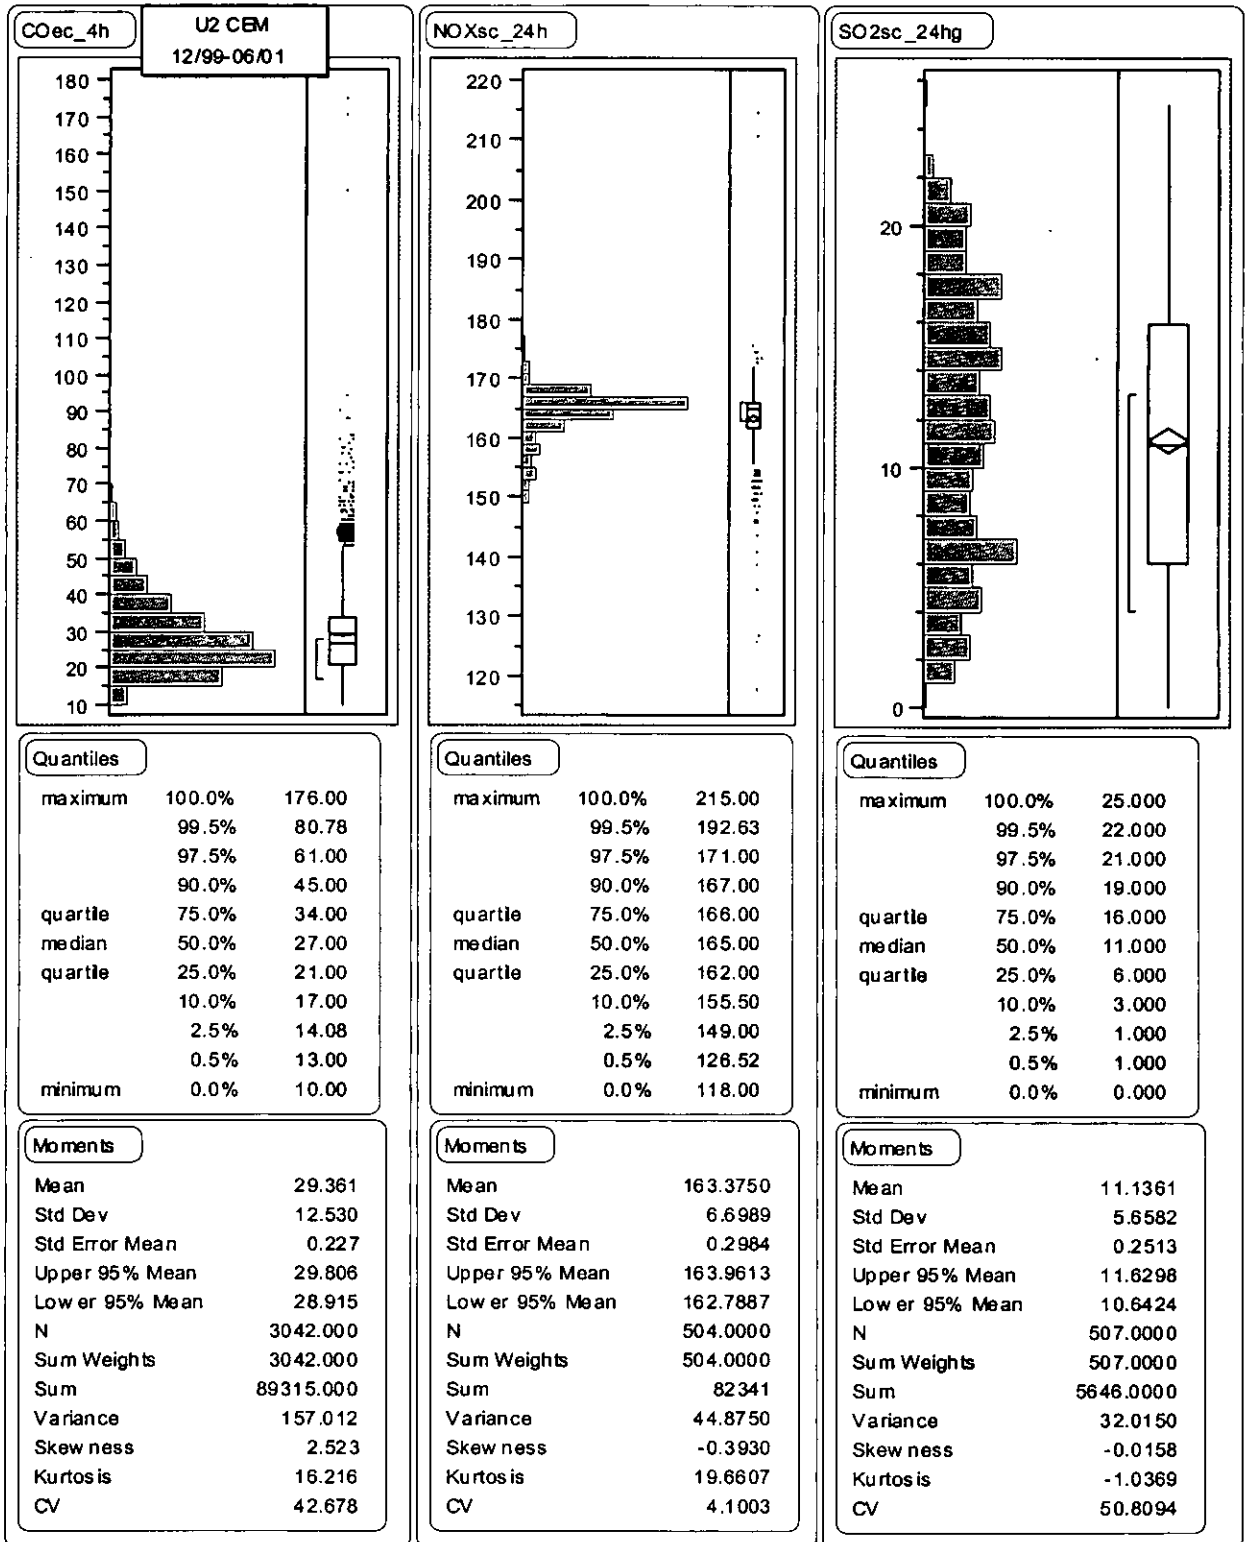 COec_4h
U2 CEM
12/99-06/01
180
170
160
150
140
130
120
110
100
90
80
70
60
50
40
30
20
10
Quantiles
maximum 100.0% 176.00
99.5% 80.78
97.5% 61.00
90.0% 45.00
quartile 75.0% 34.00
median 50.0% 27.00
quartile 25.0% 21.00
10.0% 17.00
2.5% 14.08
0.5% 13.00
minimum 0.0% 10.00
Moments
Mean 29.361
Std Dev 12.530
Std Error Mean 0.227
Upper 95% Mean 29.806
Lower 95% Mean 28.915
N 3042.000
Sum Weights 3042.000
Sum 89315.000
Variance 157.012
Skewness 2.523
Kurtosis 16.216
CV 42.678
NOXsc_24h
220
210
200
190
180
170
160
150
140
130
120
Quantiles
maximum 100.0% 215.00
99.5% 192.63
97.5% 171.00
90.0% 167.00
quartile 75.0% 166.00
median 50.0% 165.00
quartile 25.0% 162.00
10.0% 155.50
2.5% 149.00
0.5% 126.52
minimum 0.0% 118.00
Moments
Mean 163.3750
Std Dev 6.6989
Std Error Mean 0.2984
Upper 95% Mean 163.9613
Lower 95% Mean 162.7887
N 504.0000
Sum Weights 504.0000
Sum 82341
Variance 44.8750
Skewness -0.3930
Kurtosis 19.6607
CV 4.1003
SO2sc_24hg
20
10
0
Quantiles
maximum 100.0% 25.000
99.5% 22.000
97.5% 21.000
90.0% 19.000
quartile 75.0% 16.000
median 50.0% 11.000
quartile 25.0% 6.000
10.0% 3.000
2.5% 1.000
0.5% 1.000
minimum 0.0% 0.000
Moments
Mean 11.1361
Std Dev 5.6582
Std Error Mean 0.2513
Upper 95% Mean 11.6298
Lower 95% Mean 10.6424
N 507.0000
Sum Weights 507.0000
Sum 5646.0000
Variance 32.0150
Skewness -0.0158
Kurtosis -1.0369
CV 50.8094